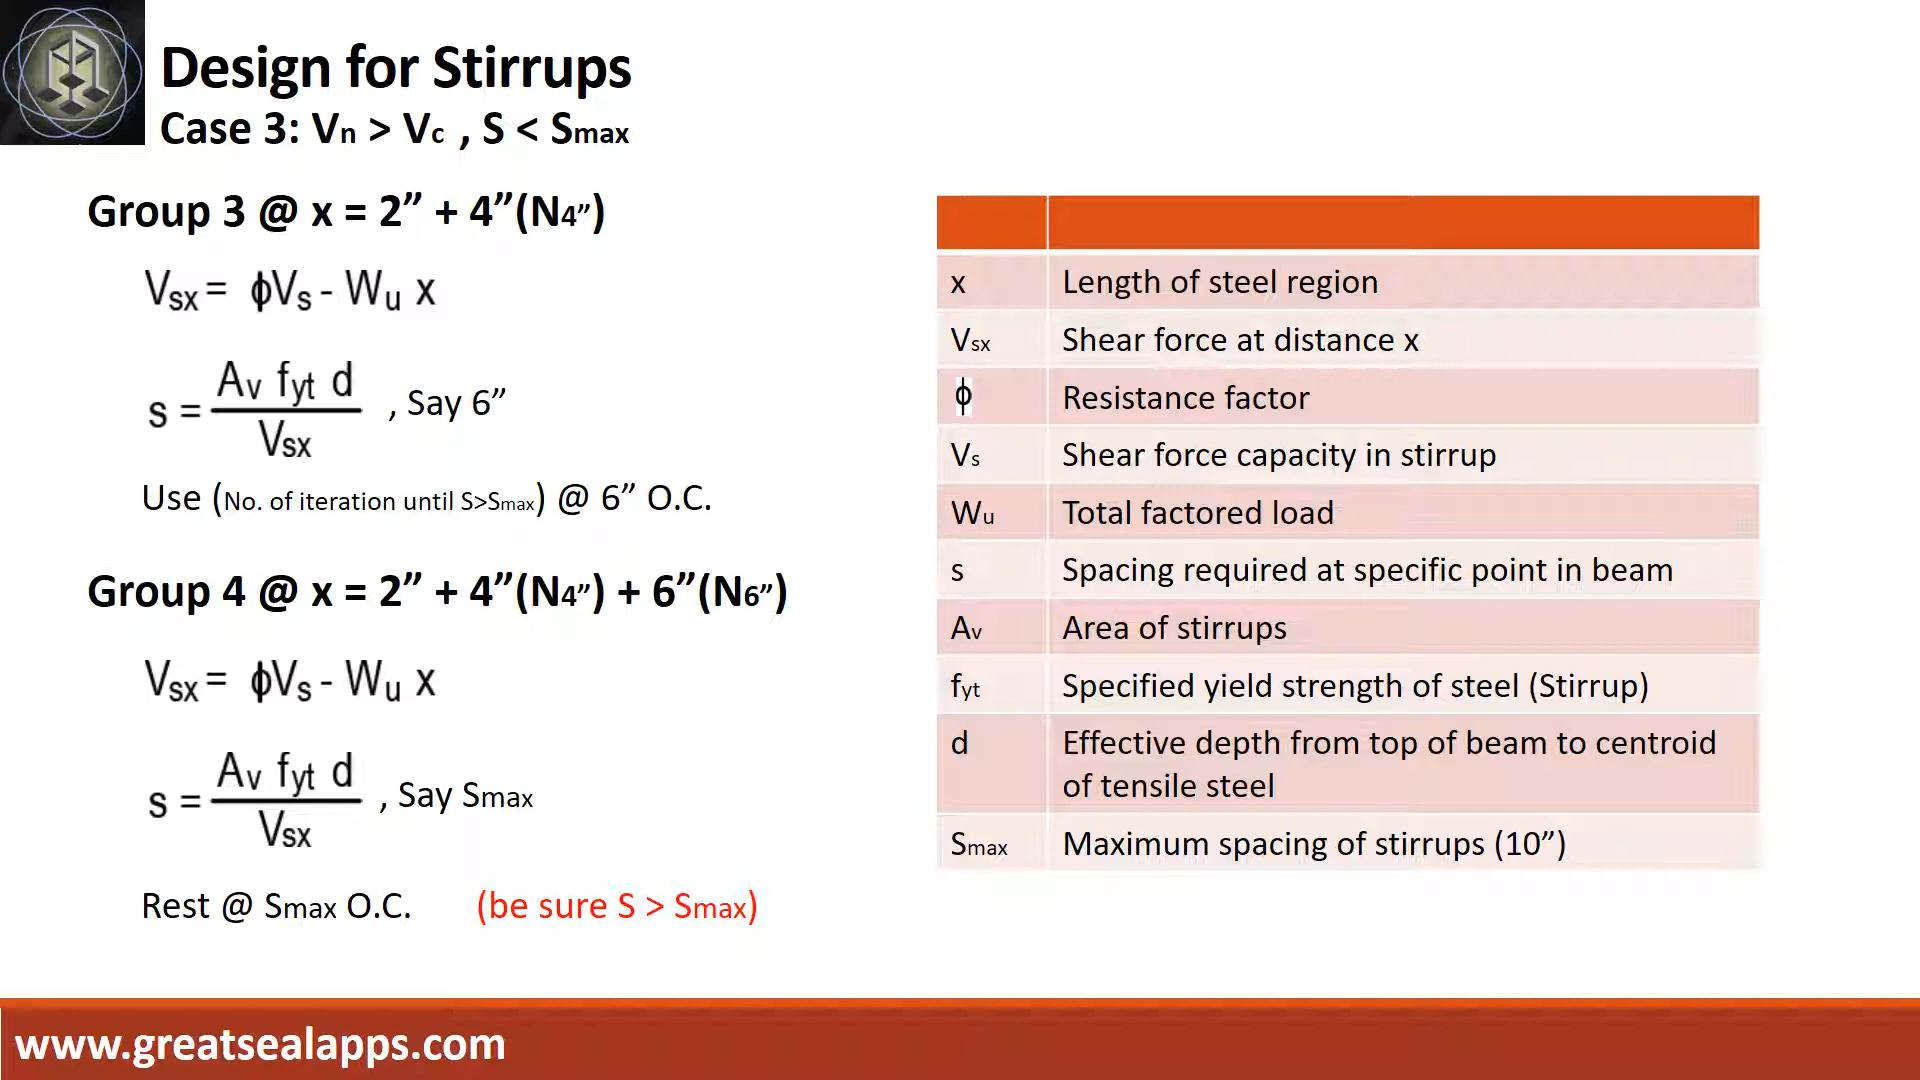 Design for Stirrups
Case 3: Vn > Vc , S < Smax
Group 3 @ x = 2” + 4”(N4”)
Vsx = ϕVs - Wu x
s = Av fyt d / Vsx , Say 6”
Use (No. of iteration until S>Smax) @ 6” O.C.
Group 4 @ x = 2” + 4”(N4”) + 6”(N6”)
Vsx = ϕVs - Wu x
s = Av fyt d / Vsx , Say Smax
Rest @ Smax O.C. (be sure S > Smax)
x Length of steel region
Vsx Shear force at distance x
ϕ Resistance factor
Vs Shear force capacity in stirrup
Wu Total factored load
s Spacing required at specific point in beam
Av Area of stirrups
fyt Specified yield strength of steel (Stirrup)
d Effective depth from top of beam to centroid
of tensile steel
Smax Maximum spacing of stirrups (10”)
www.greatsealapps.com